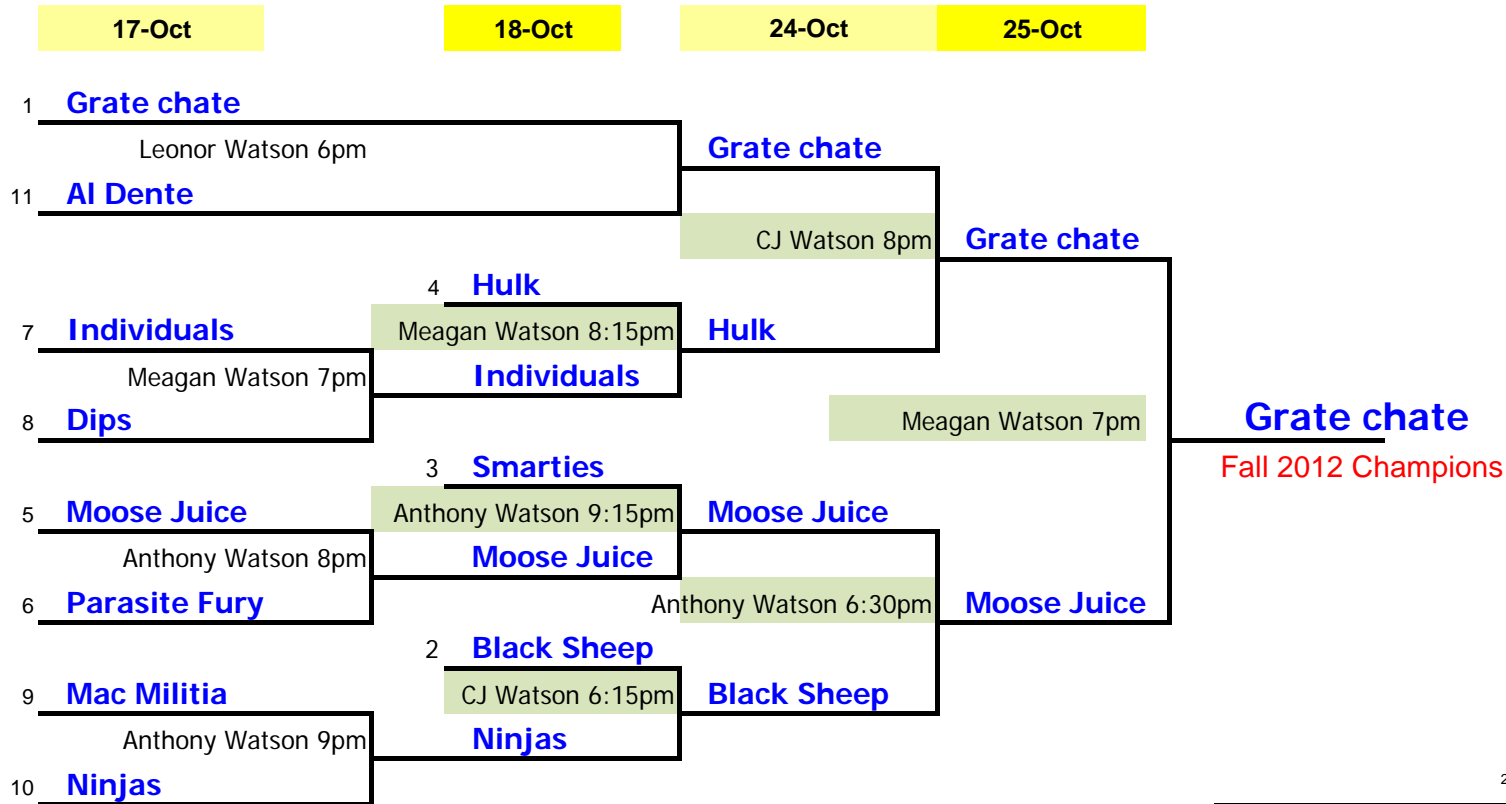 17-Oct 18-Oct 24-Oct 25-Oct
1 Grate chate
Leonor Watson 6pm Grate chate
11 Al Dente
CJ Watson 8pm Grate chate
4 Hulk
7 Individuals Meagan Watson 8:15pm Hulk
Meagan Watson 7pm Individuals
8 Dips Meagan Watson 7pm Grate chate
3 Smarties Fall 2012 Champions
5 Moose Juice Anthony Watson 9:15pm Moose Juice
Anthony Watson 8pm Moose Juice
6 Parasite Fury Anthony Watson 6:30pm Moose Juice
2 Black Sheep
9 Mac Militia CJ Watson 6:15pm Black Sheep
Anthony Watson 9pm Ninjas
10 Ninjas
2